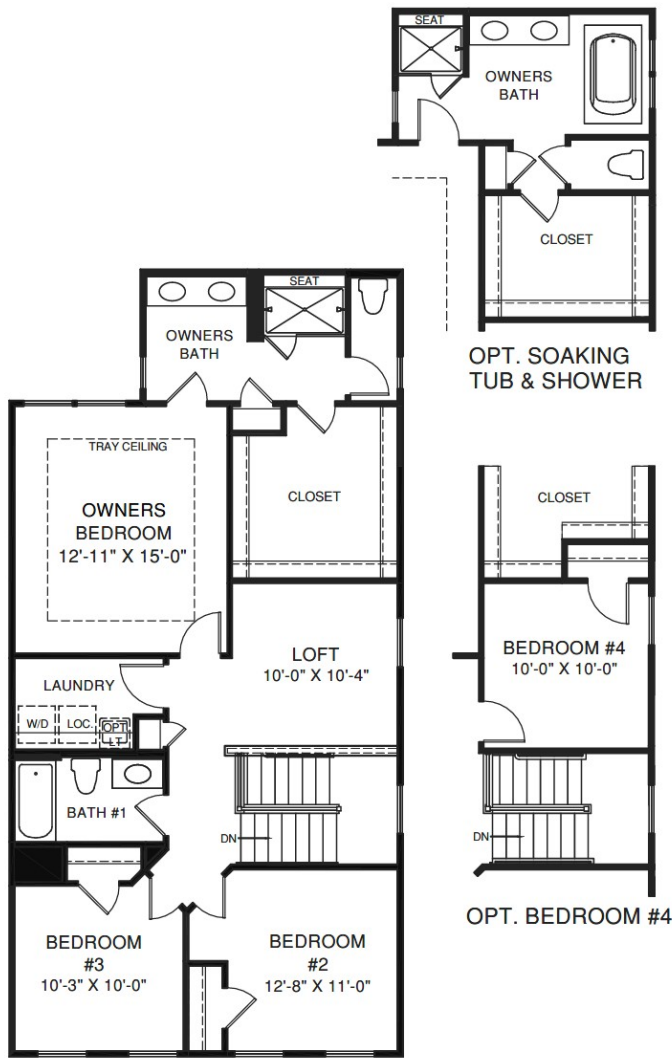 SEAT
OWNERS
BATH
CLOSET
OPT. SOAKING
TUB & SHOWER
SEAT
OWNERS
BATH
TRAY CEILING
OWNERS
BEDROOM
12'-11" X 15'-0"
CLOSET
LOFT
10'-0" X 10'-4"
LAUNDRY
W/D
LOC.
OPT
LT
BATH #1
DN
BEDROOM
#3
10'-3" X 10'-0"
BEDROOM
#2
12'-8" X 11'-0"
CLOSET
BEDROOM #4
10'-0" X 10'-0"
DN
OPT. BEDROOM #4